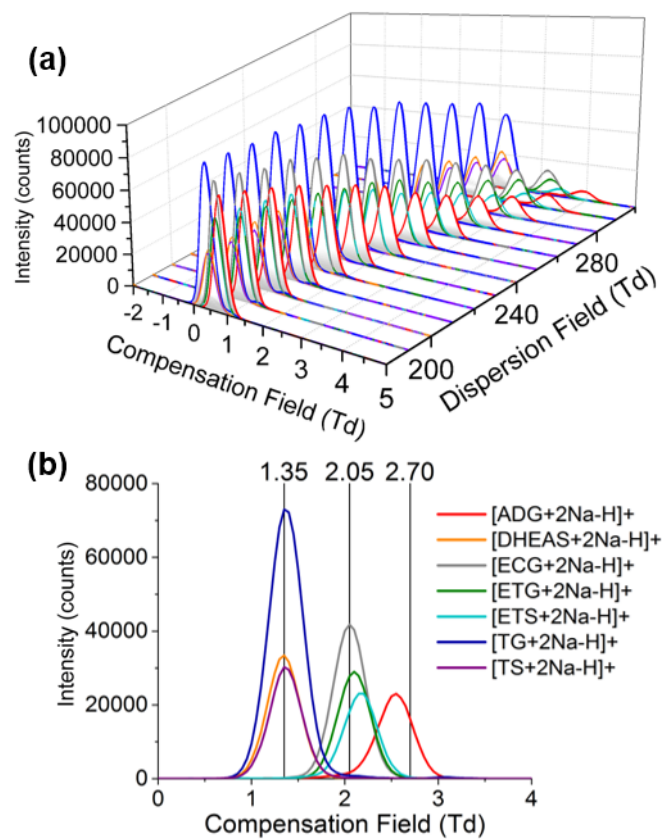 (a)
100000
80000
60000
40000
20000
0
Intensity (counts)
-2
-1
0
1
2
3
4
5
Compensation Field (Td)
200
240
280
Dispersion Field (Td)
(b)
1.35 2.05 2.70
80000
60000
40000
20000
0
Intensity (counts)
[ADG+2Na-H]+
[DHEAS+2Na-H]+
[ECG+2Na-H]+
[ETG+2Na-H]+
[ETS+2Na-H]+
[TG+2Na-H]+
[TS+2Na-H]+
0 1 2 3 4
Compensation Field (Td)